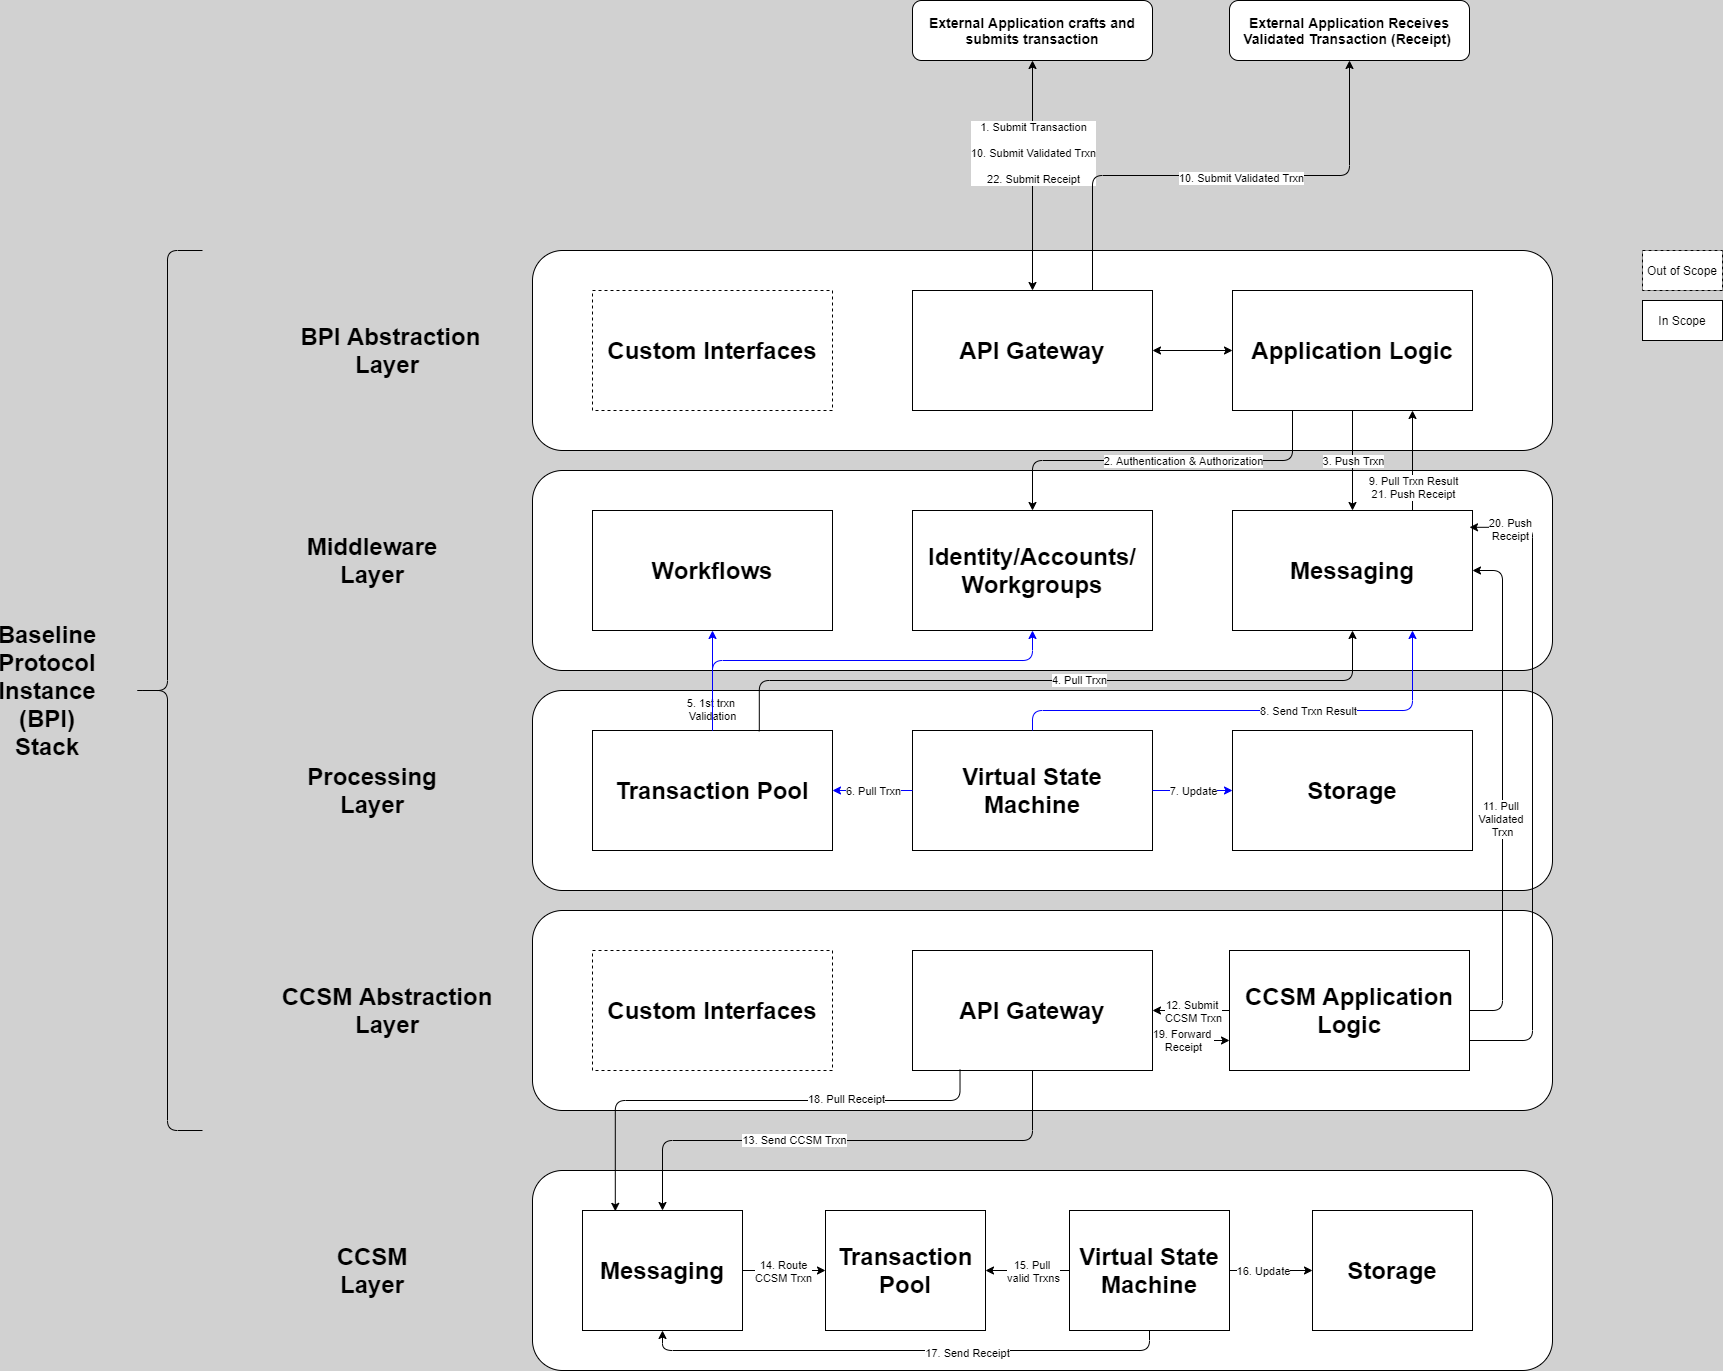 External Application crafts and
submits transaction
External Application Receives
Validated Transaction (Receipt)
1. Submit Transaction
10. Submit Validated Trxn
22. Submit Receipt
10. Submit Validated Trxn
Out of Scope
In Scope
BPI Abstraction
Layer
Custom Interfaces
API Gateway
Application Logic
2. Authentication & Authorization
3. Push Trxn
9. Pull Trxn Result
21. Push Receipt
Middleware
Layer
Workflows
Identity/Accounts/
Workgroups
Messaging
20. Push
Receipt
Baseline
Protocol
Instance
(BPI)
Stack
4. Pull Trxn
5. 1st trxn
Validation
8. Send Trxn Result
Processing
Layer
Transaction Pool
6. Pull Trxn
Virtual State
Machine
7. Update
Storage
11. Pull
Validated
Trxn
CCSM Abstraction
Layer
Custom Interfaces
API Gateway
12. Submit
CCSM Trxn
19. Forward
Receipt
CCSM Application
Logic
18. Pull Receipt
13. Send CCSM Trxn
CCSM
Layer
Messaging
14. Route
CCSM Trxn
Transaction
Pool
15. Pull
valid Trxns
Virtual State
Machine
16. Update
Storage
17. Send Receipt